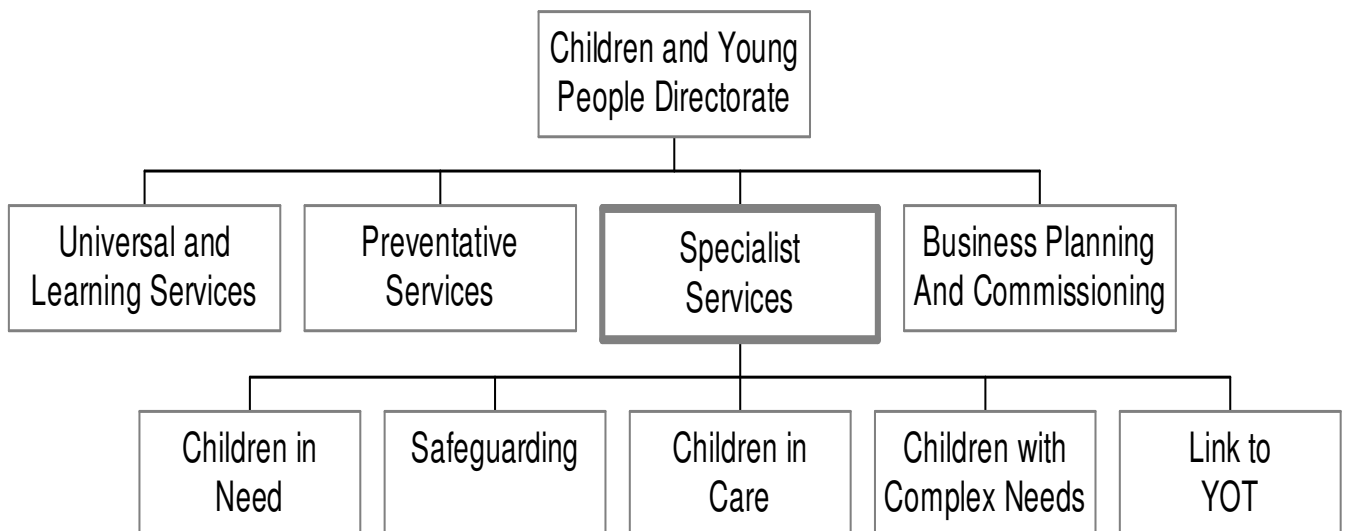 Children and Young
People Directorate
Universal and
Learning Services
Preventative
Services
Specialist
Services
Business Planning
And Commissioning
Children in
Need
Safeguarding
Children in
Care
Children with
Complex Needs
Link to
YOT